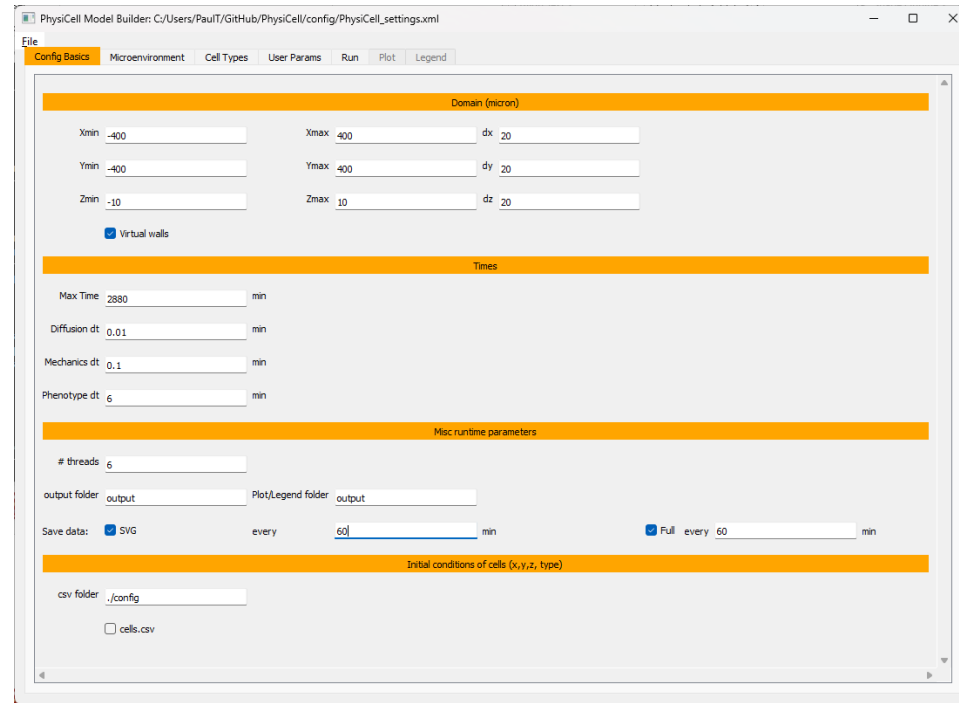 PhysiCell Model Builder: C:/Users/PaulT/GitHub/PhysiCell/config/PhysiCell_settings.xml
File
Config Basics Microenvironment Cell Types User Params Run Plot Legend
Domain (micron)
Xmin -400 Xmax 400 dx 20
Ymin -400 Ymax 400 dy 20
Zmin -10 Zmax 10 dz 20
Virtual walls
Times
Max Time 2880 min
Diffusion dt 0.01 min
Mechanics dt 0.1 min
Phenotype dt 6 min
Misc runtime parameters
# threads 6
output folder output Plot/Legend folder output
Save data: SVG every 60 min Full every 60 min
Initial conditions of cells (x,y,z, type)
csv folder ./config
cells.csv